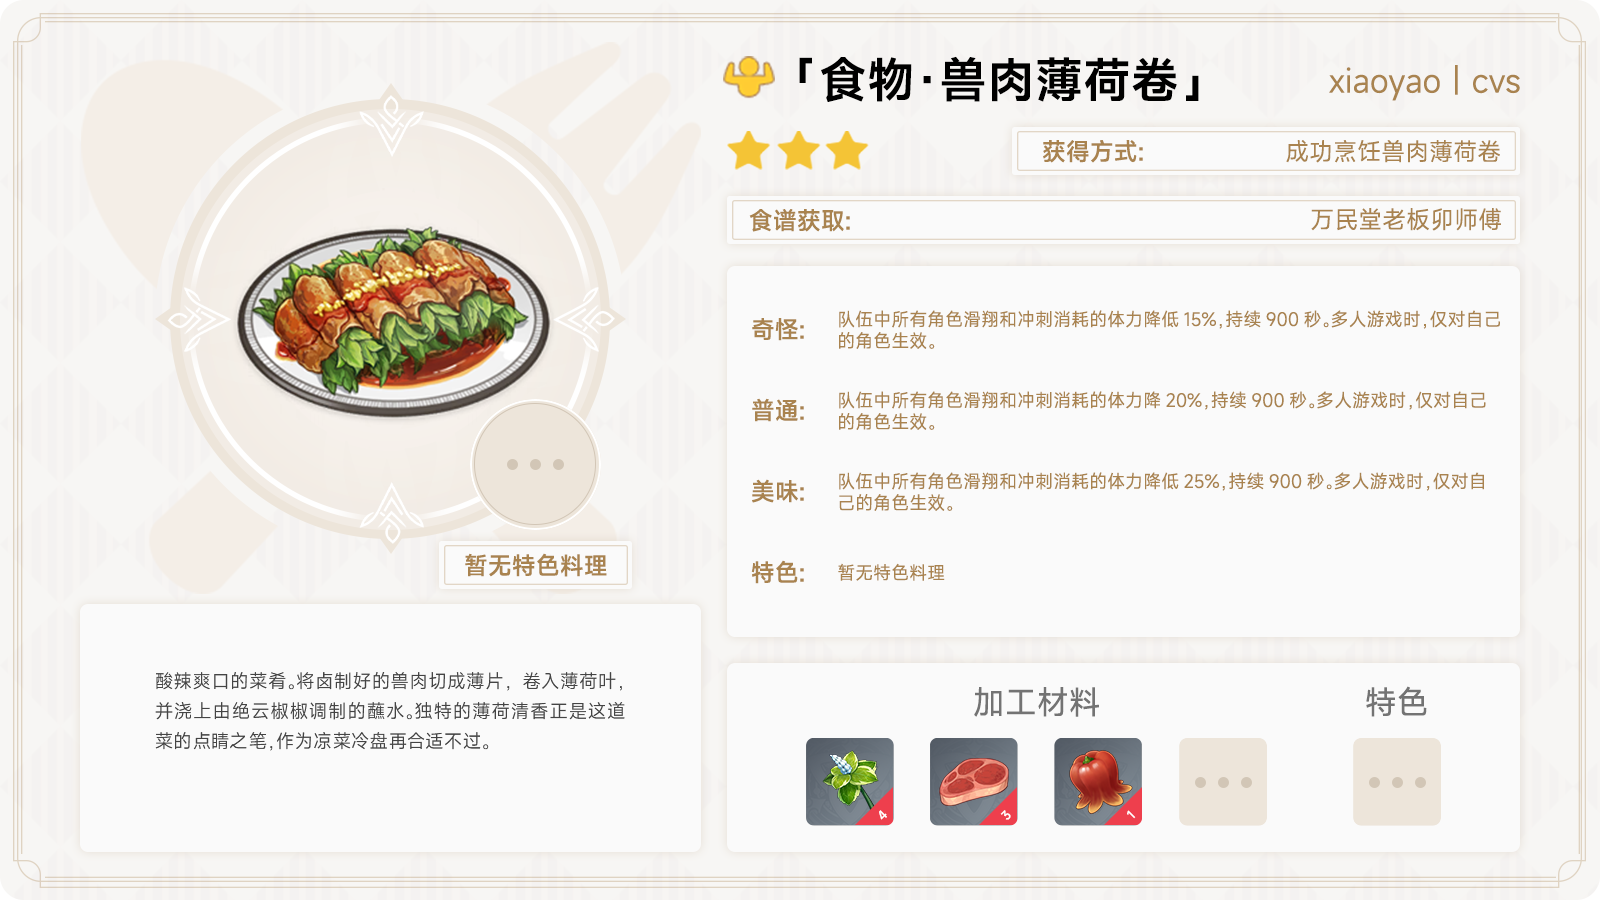 「食物·兽肉薄荷卷」
xiaoyao | cvs
获得方式: 成功烹饪兽肉薄荷卷
食谱获取: 万民堂老板卯师傅
奇怪: 队伍中所有角色滑翔和冲刺消耗的体力降低 15%,持续 900 秒。多人游戏时,仅对自己
的角色生效。
普通: 队伍中所有角色滑翔和冲刺消耗的体力降 20%,持续 900 秒。多人游戏时,仅对自己
的角色生效。
美味: 队伍中所有角色滑翔和冲刺消耗的体力降低 25%,持续 900 秒。多人游戏时,仅对自
己的角色生效。
特色: 暂无特色料理
暂无特色料理
酸辣爽口的菜肴。将卤制好的兽肉切成薄片，卷入薄荷叶,
并浇上由绝云椒椒调制的蘸水。独特的薄荷清香正是这道
菜的点睛之笔,作为凉菜冷盘再合适不过。
加工材料 特色
4 3 1